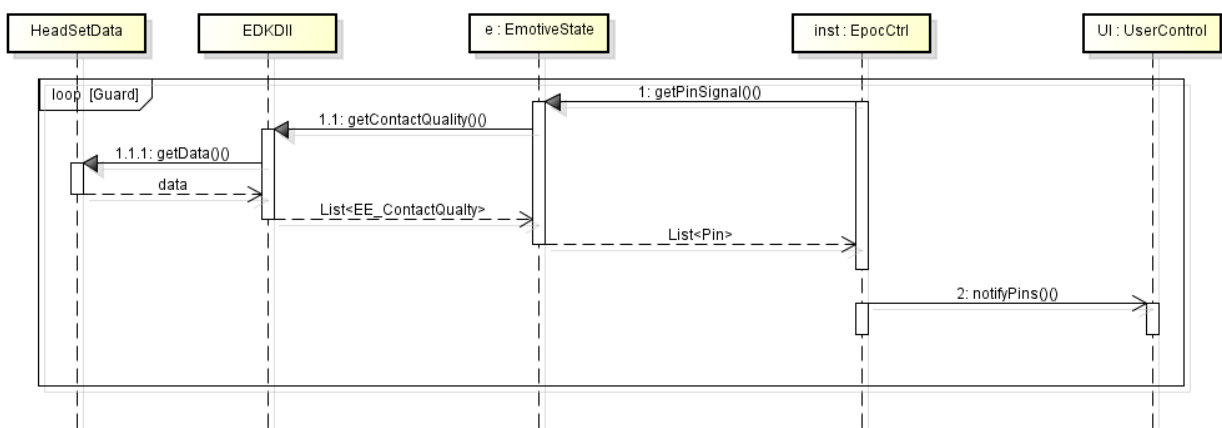 HeadSetData
EDKDll
e : EmotiveState
inst : EpocCtrl
UI : UserControl
loop [Guard]
1: getPinSignal()()
1.1: getContactQuality()()
1.1.1: getData()()
data
List<EE_ContactQualty>
List<Pin>
2: notifyPins()()